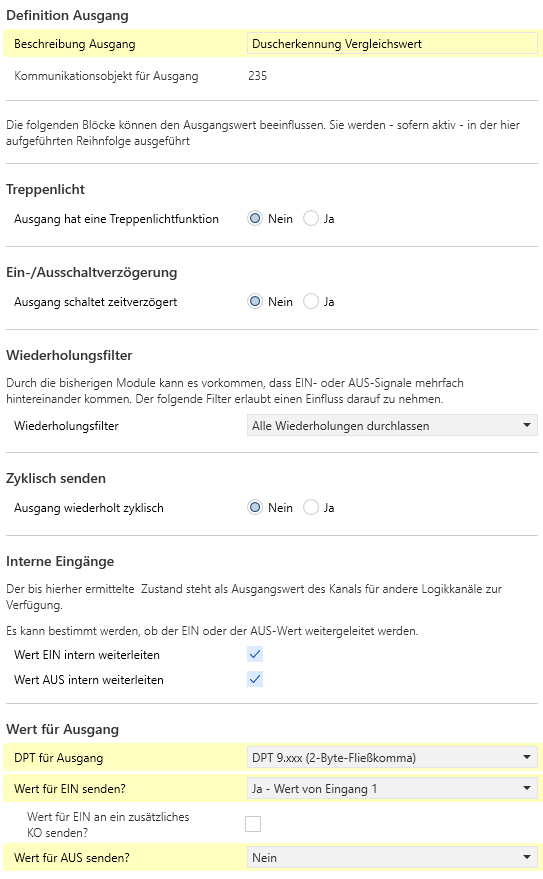 Definition Ausgang
Beschreibung Ausgang Duscherkennung Vergleichswert
Kommunikationsobjekt für Ausgang 235
Die folgenden Blöcke können den Ausgangswert beeinflussen. Sie werden - sofern aktiv - in der hier
aufgeführten Reihnfolge ausgeführt
Treppenlicht
Ausgang hat eine Treppenlichtfunktion Nein Ja
Ein-/Ausschaltverzögerung
Ausgang schaltet zeitverzögert Nein Ja
Wiederholungsfilter
Durch die bisherigen Module kann es vorkommen, dass EIN- oder AUS-Signale mehrfach
hintereinander kommen. Der folgende Filter erlaubt einen Einfluss darauf zu nehmen.
Wiederholungsfilter Alle Wiederholungen durchlassen
Zyklisch senden
Ausgang wiederholt zyklisch Nein Ja
Interne Eingänge
Der bis hierher ermittelte Zustand steht als Ausgangswert des Kanals für andere Logikkanäle zur
Verfügung.
Es kann bestimmt werden, ob der EIN oder der AUS-Wert weitergeleitet werden.
Wert EIN intern weiterleiten
Wert AUS intern weiterleiten
Wert für Ausgang
DPT für Ausgang DPT 9.xxx (2-Byte-Fließkomma)
Wert für EIN senden? Ja - Wert von Eingang 1
Wert für EIN an ein zusätzliches
KO senden?
Wert für AUS senden? Nein